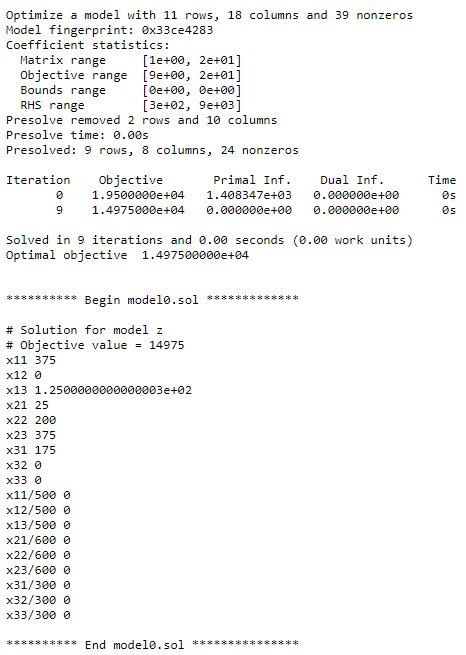 Optimize a model with 11 rows, 18 columns and 39 nonzeros
Model fingerprint: 0x33ce4283
Coefficient statistics:
  Matrix range     [1e+00, 2e+01]
  Objective range  [9e+00, 2e+01]
  Bounds range     [0e+00, 0e+00]
  RHS range        [3e+02, 9e+03]
Presolve removed 2 rows and 10 columns
Presolve time: 0.00s
Presolved: 9 rows, 8 columns, 24 nonzeros
Iteration    Objective       Primal Inf.    Dual Inf.      Time
       0    1.9500000e+04   1.408347e+03   0.000000e+00      0s
       9    1.4975000e+04   0.000000e+00   0.000000e+00      0s
Solved in 9 iterations and 0.00 seconds (0.00 work units)
Optimal objective  1.497500000e+04
********** Begin model0.sol *************
# Solution for model z
# Objective value = 14975
x11 375
x12 0
x13 1.2500000000000003e+02
x21 25
x22 200
x23 375
x31 175
x32 0
x33 0
x11/500 0
x12/500 0
x13/500 0
x21/600 0
x22/600 0
x23/600 0
x31/300 0
x32/300 0
x33/300 0
********** End model0.sol ***************